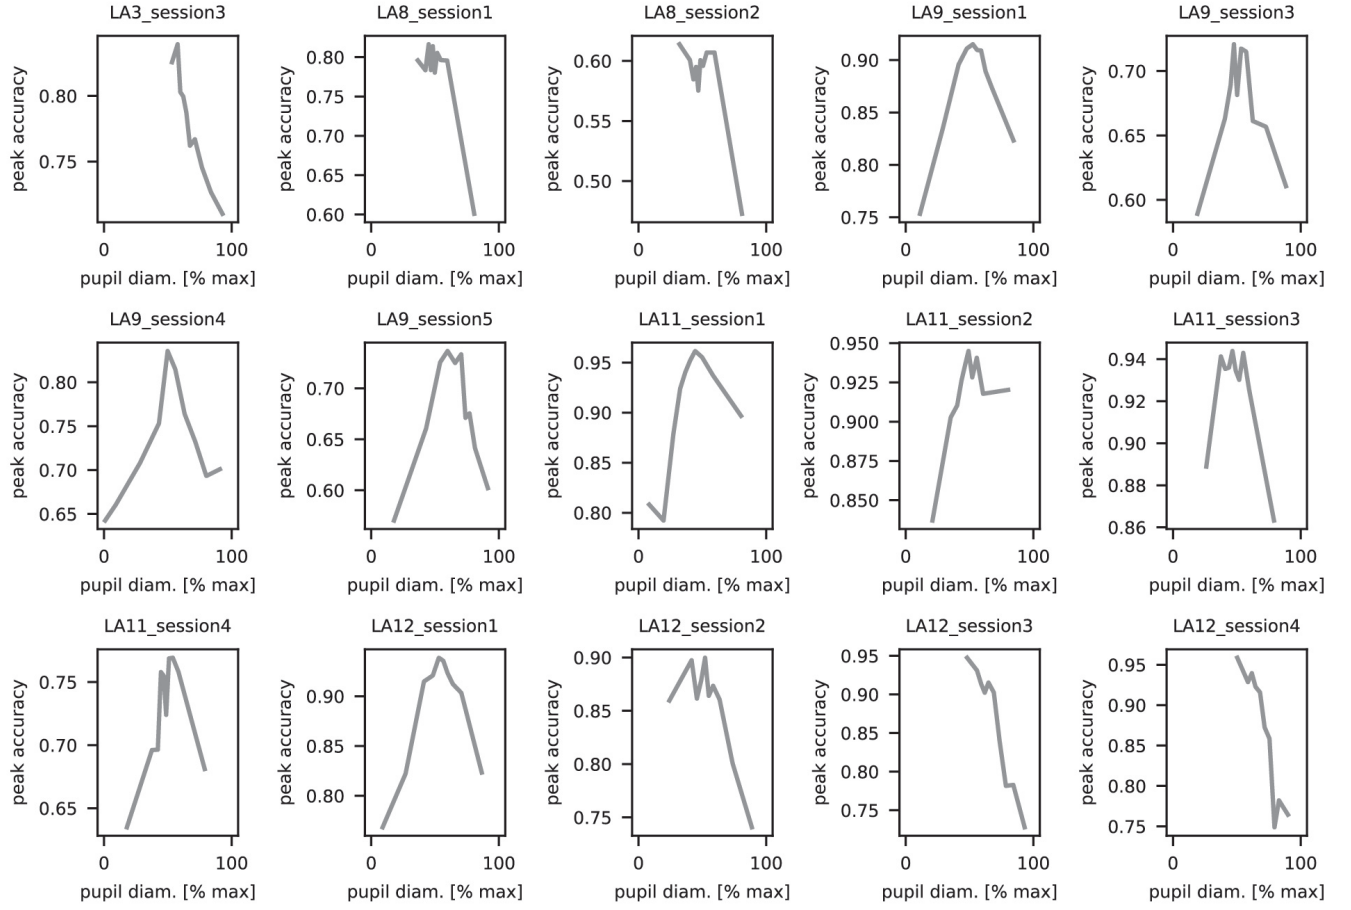 LA3_session3
LA8_session1
LA8_session2
LA9_session1
LA9_session3
peak accuracy
0.80
0.75
0 100
pupil diam. [% max]
peak accuracy
0.80
0.75
0.70
0.65
0.60
0 100
pupil diam. [% max]
peak accuracy
0.60
0.55
0.50
0 100
pupil diam. [% max]
peak accuracy
0.90
0.85
0.80
0.75
0 100
pupil diam. [% max]
peak accuracy
0.70
0.65
0.60
0 100
pupil diam. [% max]
LA9_session4
LA9_session5
LA11_session1
LA11_session2
LA11_session3
peak accuracy
0.80
0.75
0.70
0.65
0 100
pupil diam. [% max]
peak accuracy
0.70
0.65
0.60
0 100
pupil diam. [% max]
peak accuracy
0.95
0.90
0.85
0.80
0 100
pupil diam. [% max]
peak accuracy
0.950
0.925
0.900
0.875
0.850
0 100
pupil diam. [% max]
peak accuracy
0.94
0.92
0.90
0.88
0.86
0 100
pupil diam. [% max]
LA11_session4
LA12_session1
LA12_session2
LA12_session3
LA12_session4
peak accuracy
0.75
0.70
0.65
0 100
pupil diam. [% max]
peak accuracy
0.90
0.85
0.80
0 100
pupil diam. [% max]
peak accuracy
0.90
0.85
0.80
0.75
0 100
pupil diam. [% max]
peak accuracy
0.95
0.90
0.85
0.80
0.75
0 100
pupil diam. [% max]
peak accuracy
0.95
0.90
0.85
0.80
0.75
0 100
pupil diam. [% max]